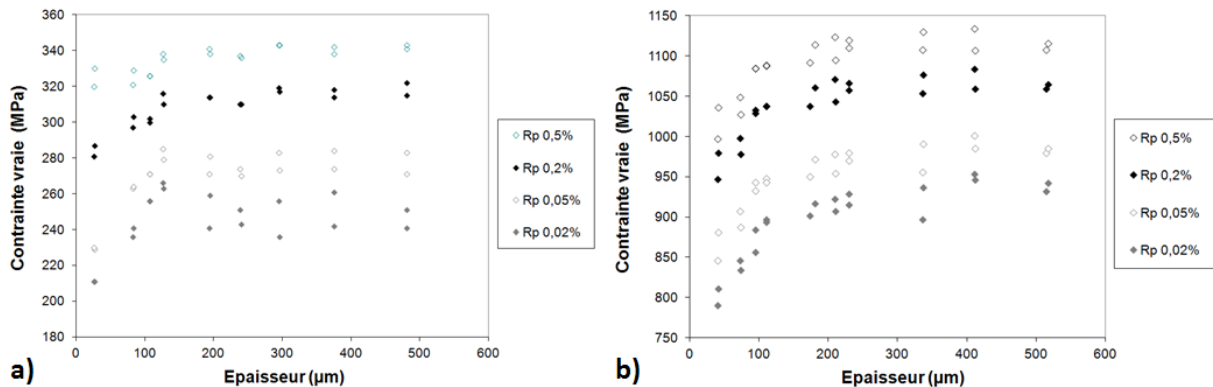 Contrainte vraie (MPa)
360
340
320
300
280
260
240
220
200
180
0
100
200
300
400
500
600
Epaisseur (µm)
Rp 0,5%
Rp 0,2%
Rp 0,05%
Rp 0,02%
a)
Contrainte vraie (MPa)
1150
1100
1050
1000
950
900
850
800
750
0
100
200
300
400
500
600
Epaisseur (µm)
Rp 0,5%
Rp 0,2%
Rp 0,05%
Rp 0,02%
b)